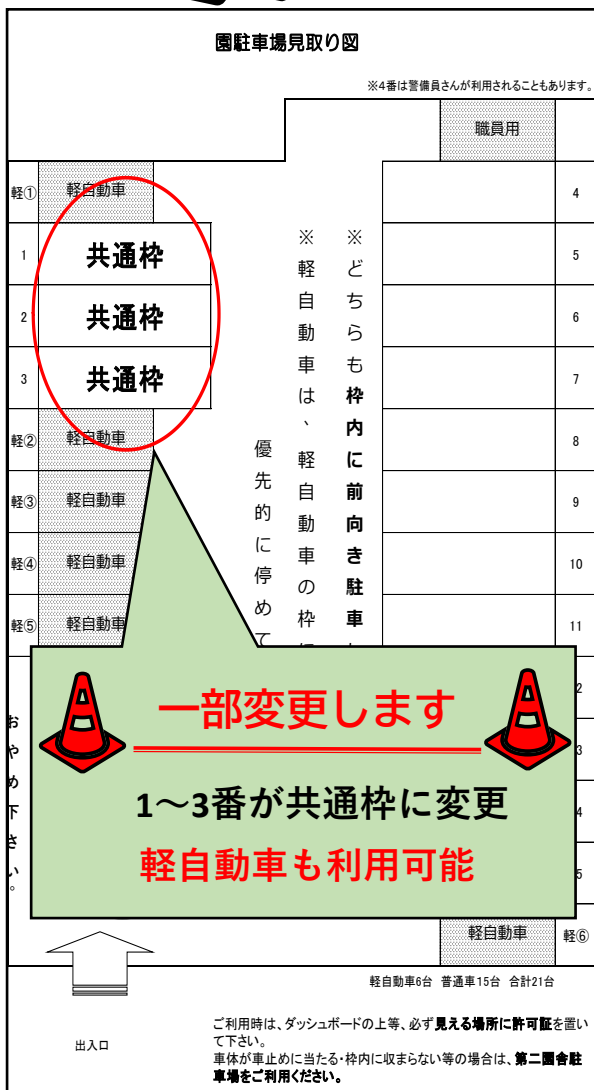 園駐車場見取り図
※4番は警備員さんが利用されることもあります。
職員用
軽① 軽自動車
1 共通枠
2 共通枠
3 共通枠
軽② 軽自動車
軽③ 軽自動車
軽④ 軽自動車
軽⑤ 軽自動車
4
5
6
7
8
9
10
11
2
3
4
5
※どちらも枠内に前向き駐車
※軽自動車は、軽自動車の枠
優先的に停めて
おやめ下さい。
一部変更します
1～3番が共通枠に変更
軽自動車も利用可能
軽自動車 軽⑥
軽自動車6台 普通車15台 合計21台
出入口
ご利用時は、ダッシュボードの上等、必ず見える場所に許可証を置い
て下さい。
車体が車止めに当たる・枠内に収まらない等の場合は、第二園舎駐
車場をご利用ください。